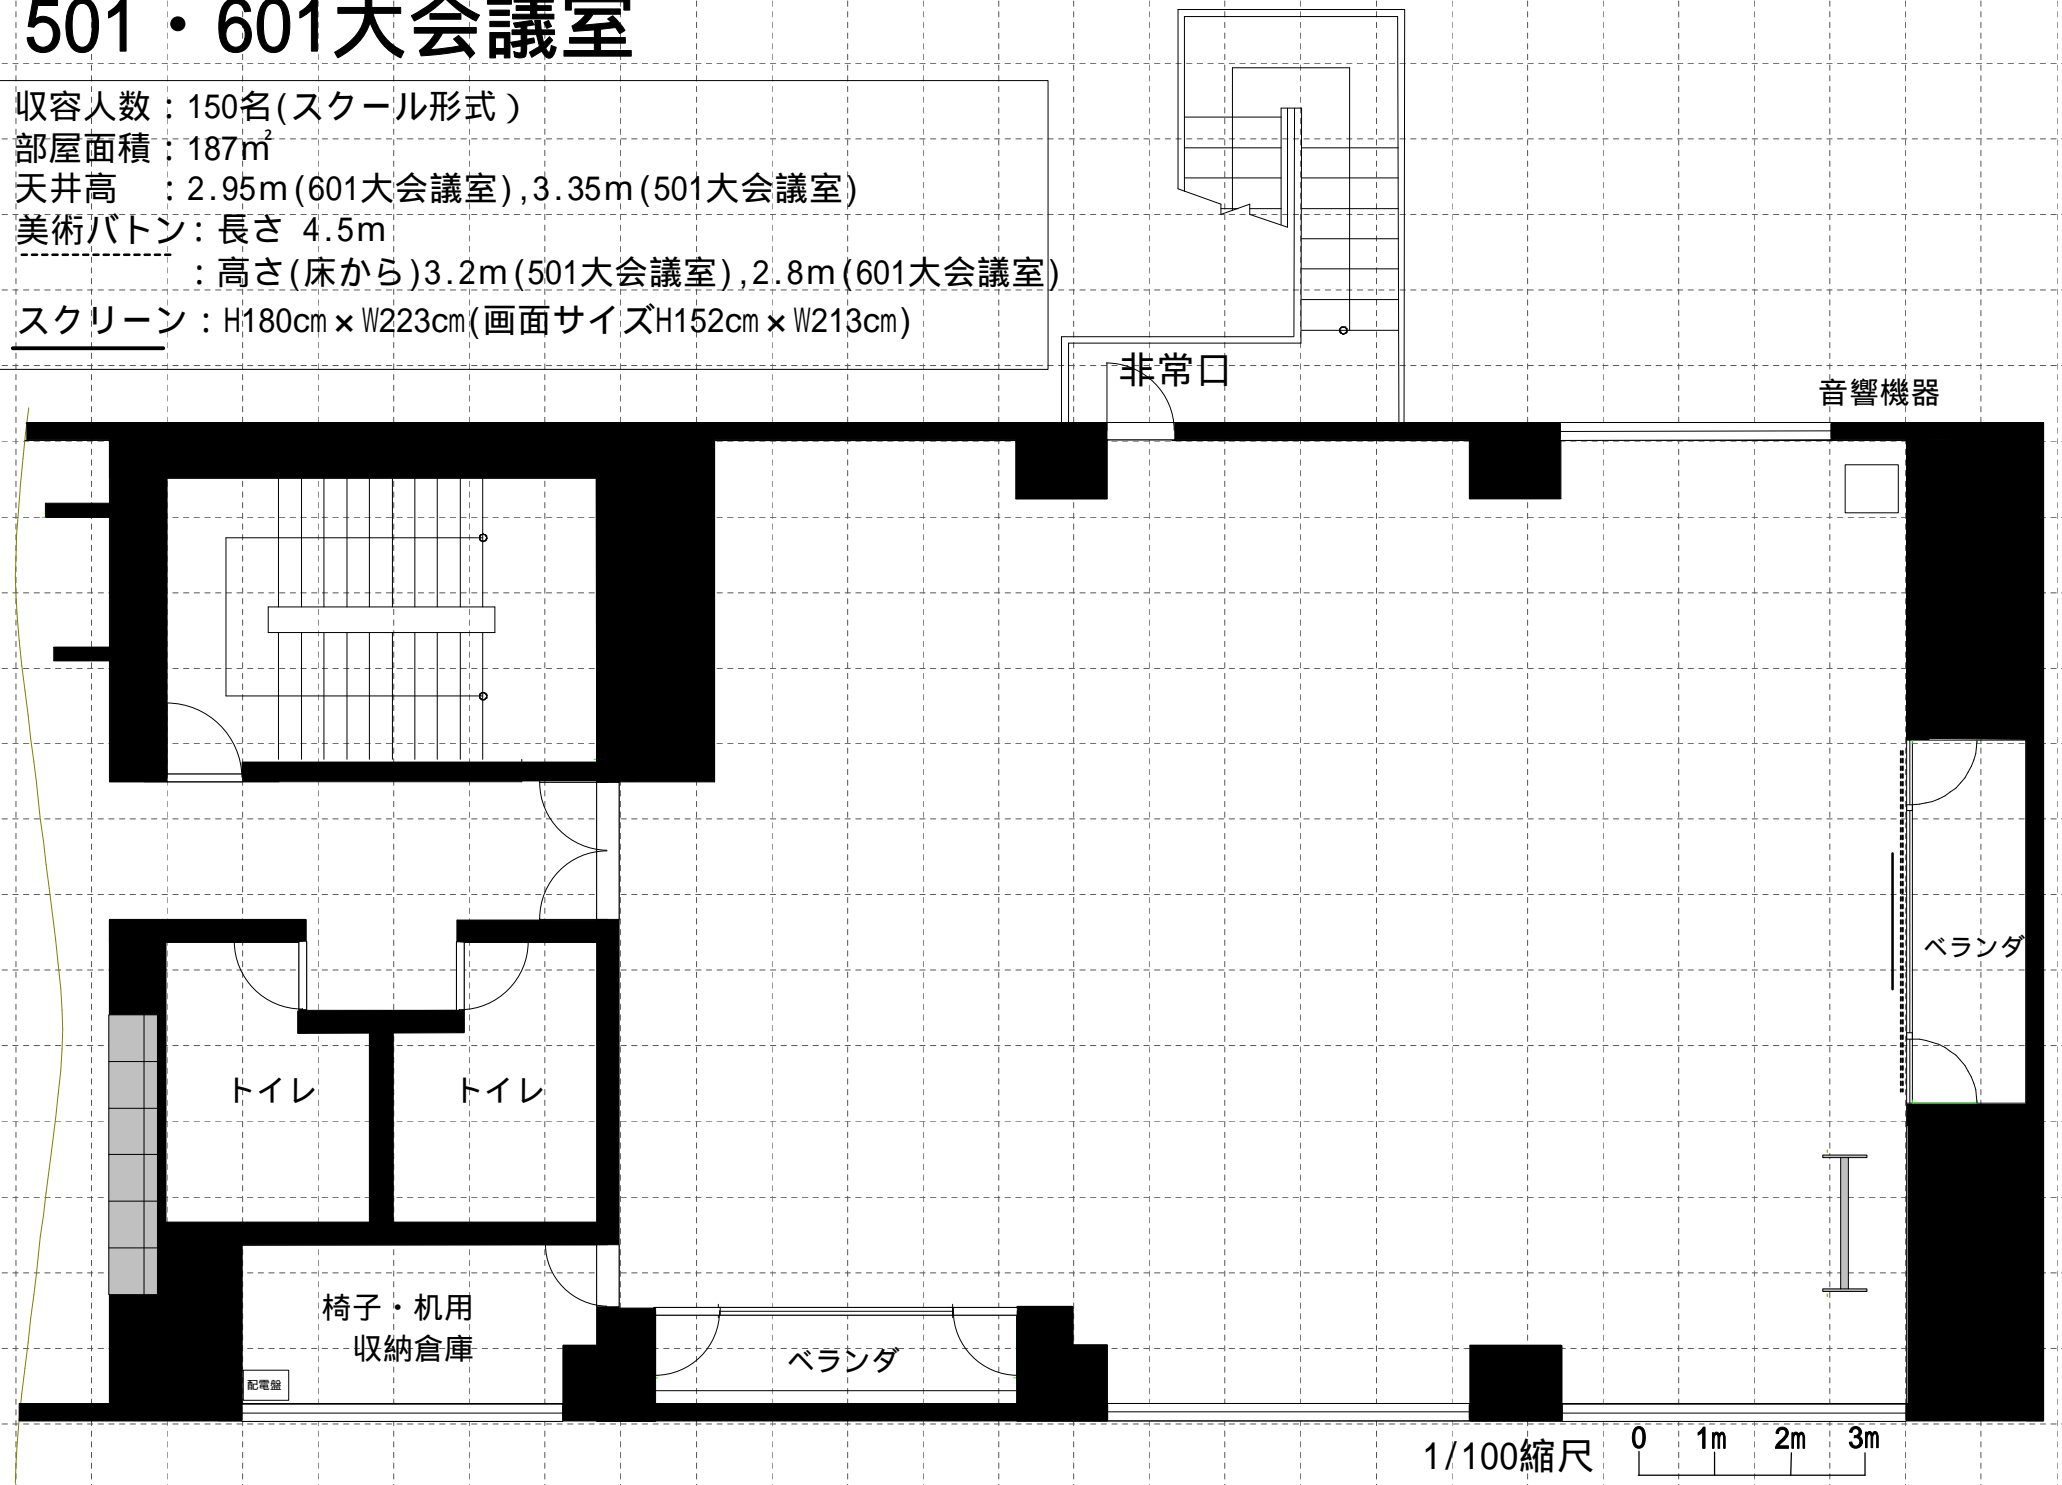 501・601大会議室
収容人数：150名(スクール形式）
部屋面積：187㎡
天井高　：2.95m(601大会議室),3.35m(501大会議室)
美術バトン：長さ 4.5m
：高さ(床から)3.2m(501大会議室),2.8m(601大会議室)
スクリーン：H180cm×W223cm(画面サイズH152cm×W213cm)
非常口
音響機器
ベランダ
トイレ
トイレ
椅子・机用
収納倉庫
配電盤
ベランダ
1/100縮尺
0 1m 2m 3m